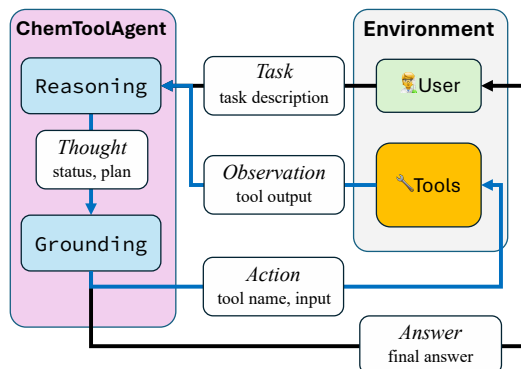 ChemToolAgent
Environment
Reasoning
Task
task description
User
Thought
status, plan
Observation
tool output
Tools
Grounding
Action
tool name, input
Answer
final answer